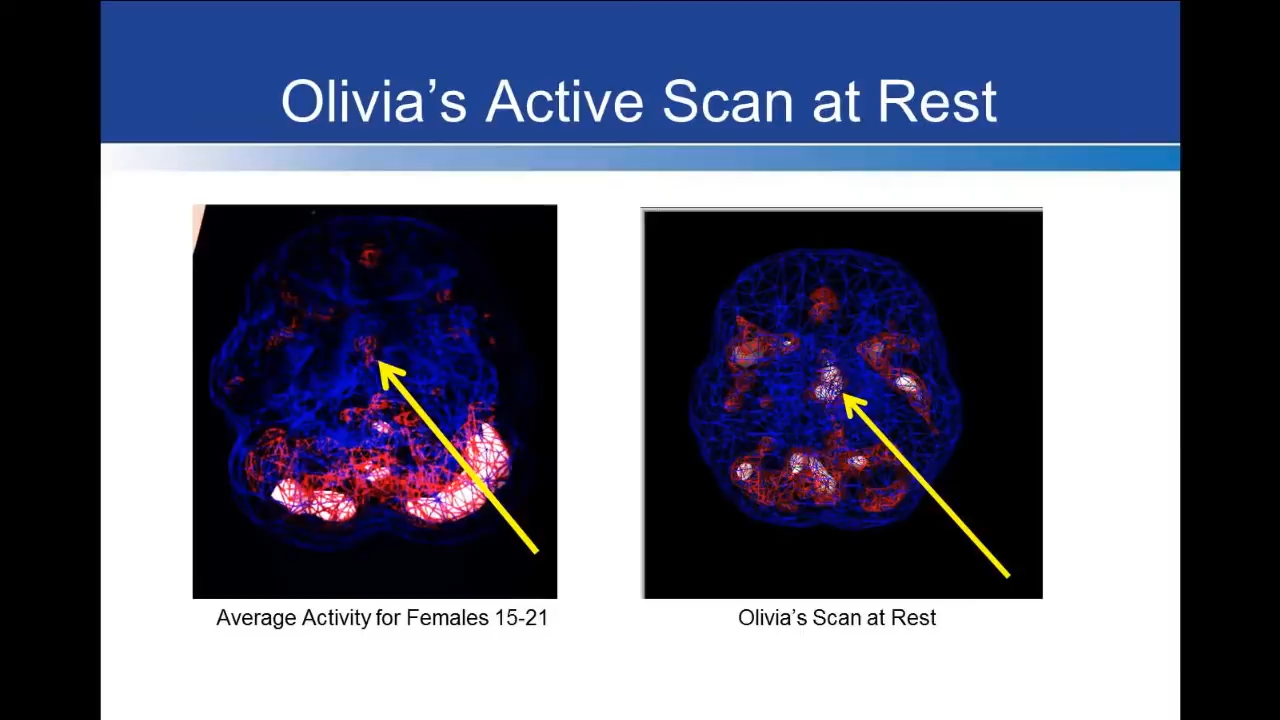 Olivia’s Active Scan at Rest
Average Activity for Females 15-21
Olivia’s Scan at Rest